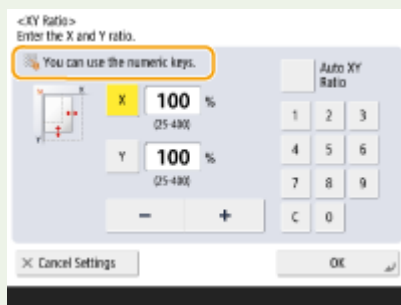 <XY Ratio>
Enter the X and Y ratio.
You can use the numeric keys.
Auto XY
Ratio
X
Y
X 100 %
(25-400)
Y 100 %
(25-400)
- +
1 2 3
4 5 6
7 8 9
C 0
× Cancel Settings
OK